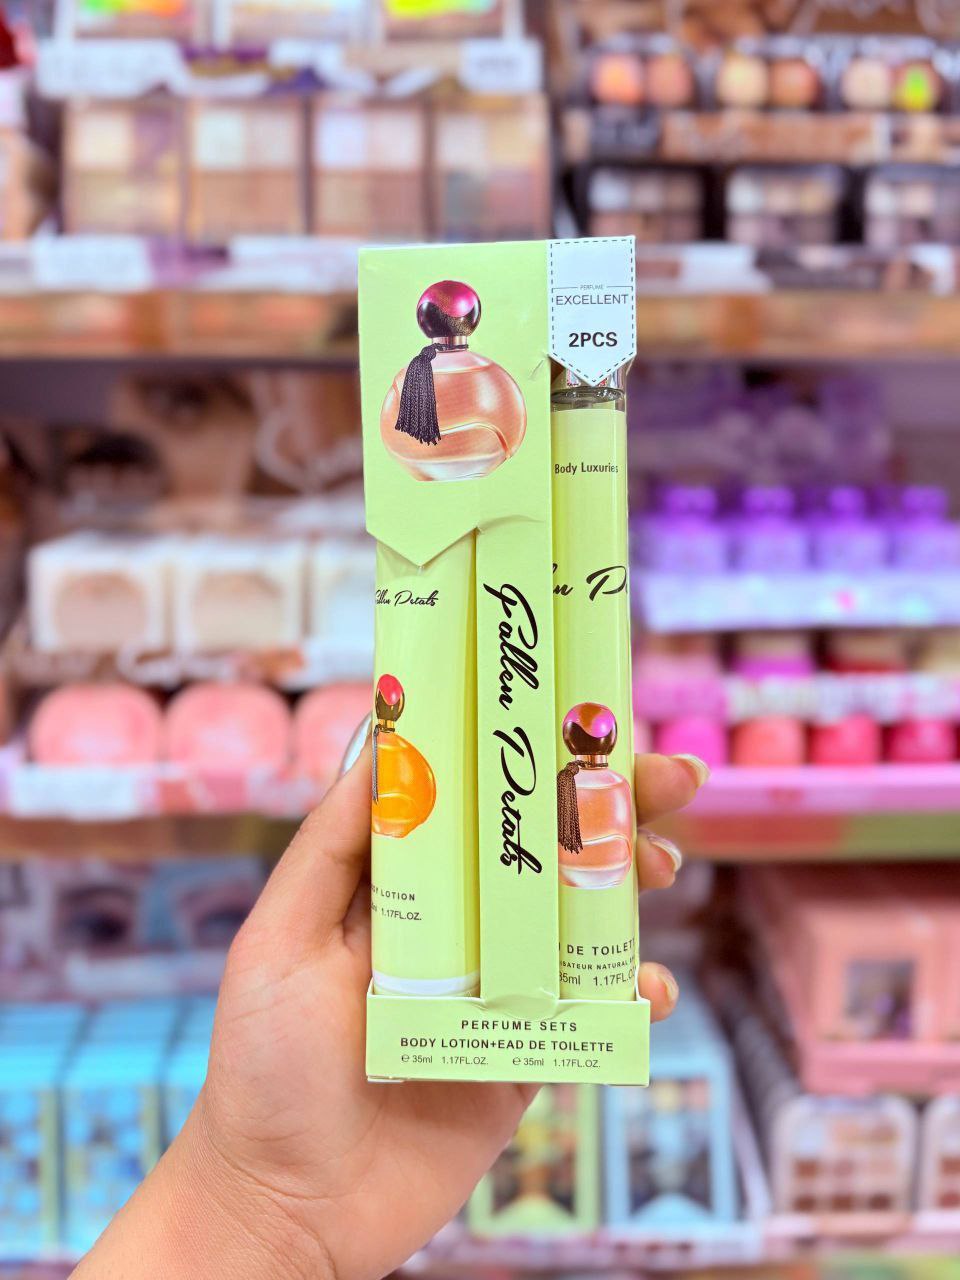 PERFUME
EXCELLENT
2PCS
Body Luxuries
Fallen Petals
Fallen Petals
BODY LOTION
1.17FL.OZ.
DE TOILETTE
NATURAL
35ml 1.17FL.OZ.
PERFUME SETS
BODY LOTION+EAD DE TOILETTE
℮ 35ml 1.17FL.OZ. ℮ 35ml 1.17FL.OZ.